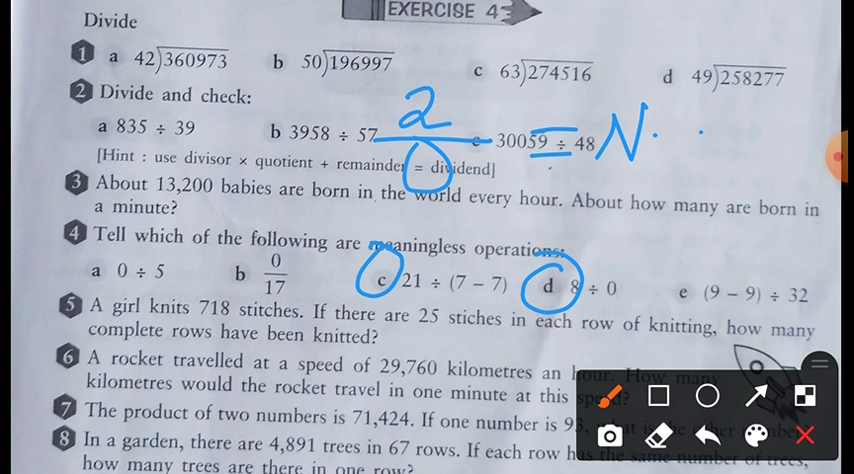 EXERCISE 4
Divide
1 a 42)360973 b 50)196997 c 63)274516 d 49)258277
2 Divide and check:
a 835 ÷ 39 b 3958 ÷ 57 c 30059 ÷ 48
2
0
= N.
[Hint : use divisor × quotient + remainder = dividend]
3 About 13,200 babies are born in the world every hour. About how many are born in
a minute?
4 Tell which of the following are meaningless operations:
a 0 ÷ 5 b 0/17 c 21 ÷ (7 − 7) d 8 ÷ 0 e (9 − 9) ÷ 32
5 A girl knits 718 stitches. If there are 25 stiches in each row of knitting, how many
complete rows have been knitted?
6 A rocket travelled at a speed of 29,760 kilometres an hour. How many
kilometres would the rocket travel in one minute at this speed?
7 The product of two numbers is 71,424. If one number is 93, what is the other number?
8 In a garden, there are 4,891 trees in 67 rows. If each row has the same number of trees,
how many trees are there in one row?